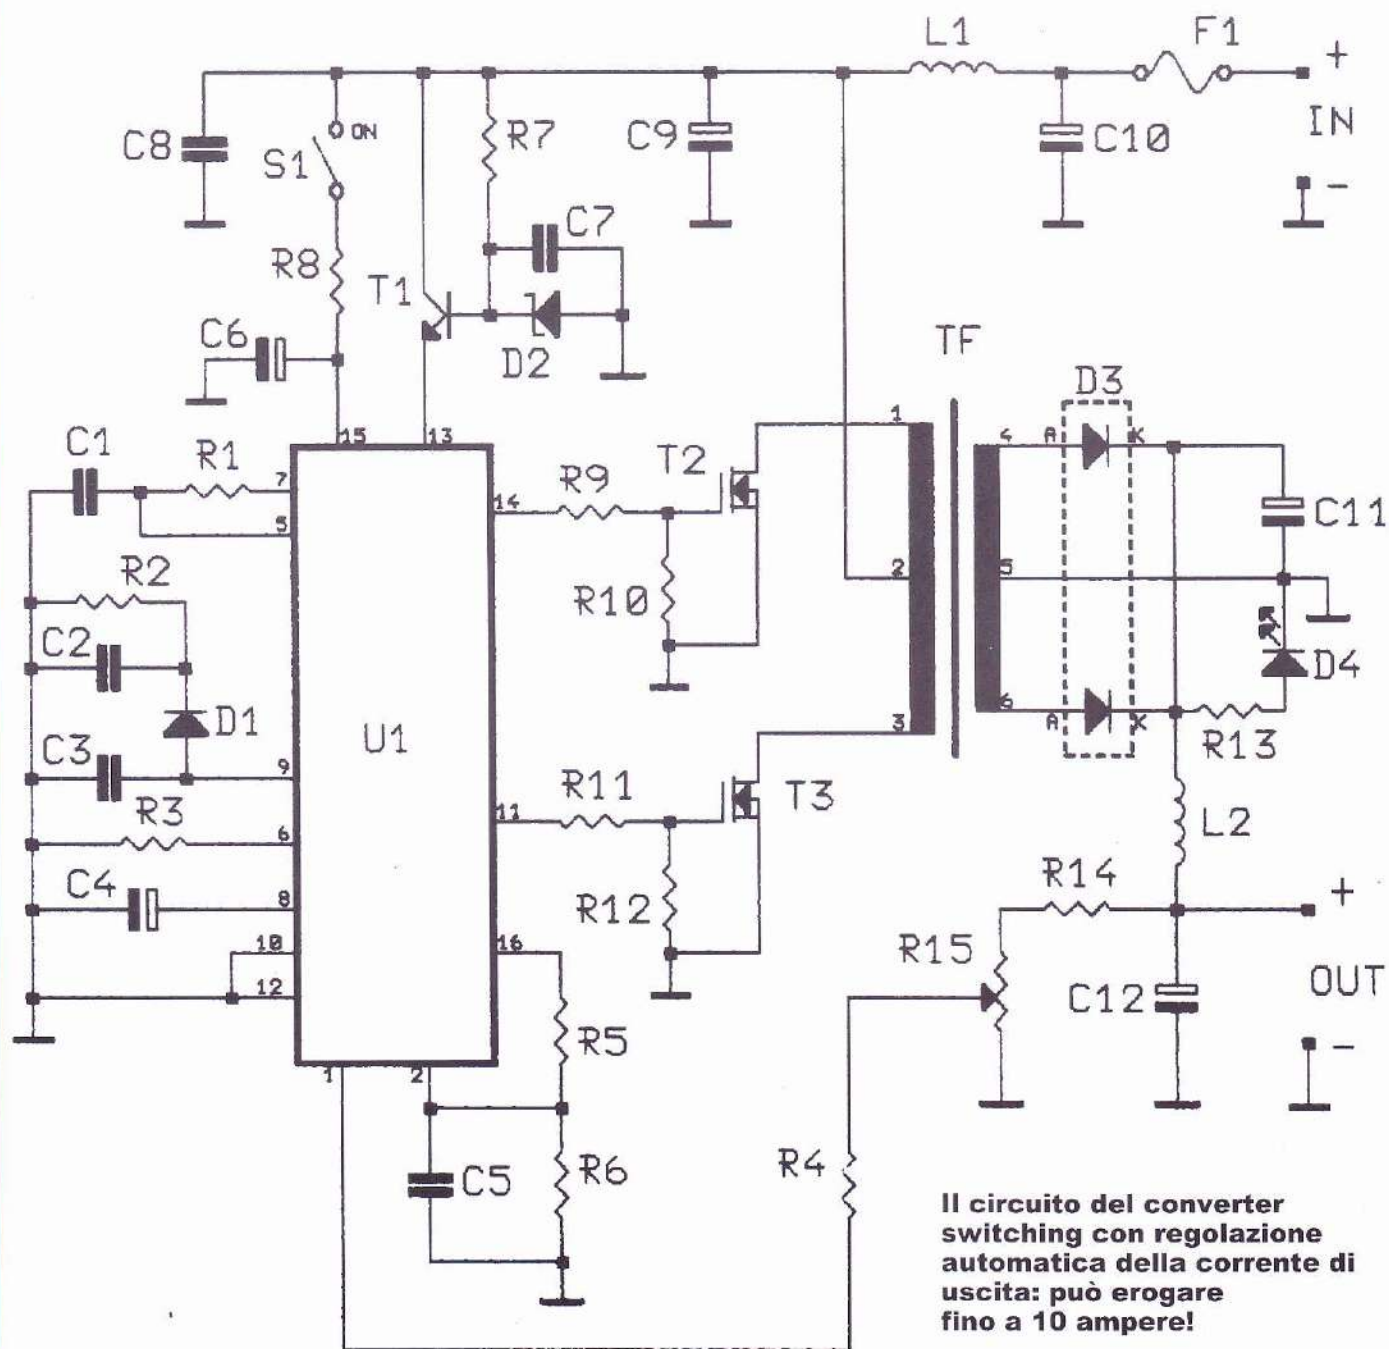 L1
F1
+
C8
S1
ON
R7
C9
C10
IN
-
C7
R8
T1
C6
D2
TF
D3
15
13
1
4
A
K
C1
R1
7
T2
14
R9
C11
5
R2
2
5
R10
C2
D4
D1
U1
6
A
K
3
R13
C3
9
R11
T3
R3
11
L2
6
R14
C4
8
R12
+
10
16
R15
12
C12
OUT
R5
-
1
2
C5
R6
R4
Il circuito del converter
switching con regolazione
automatica della corrente di
uscita: può erogare
fino a 10 ampere!